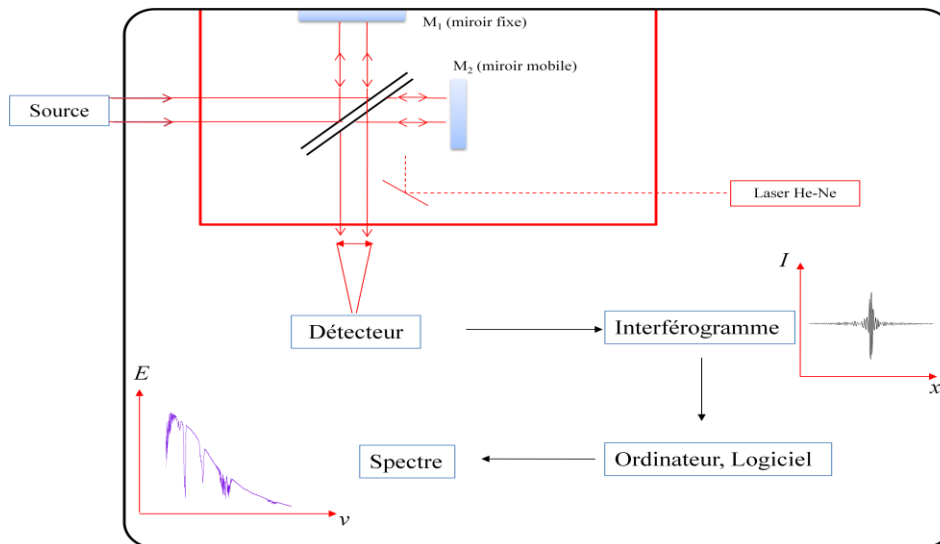 M₁ (miroir fixe)
M₂ (miroir mobile)
Source
Laser He-Ne
I
Détecteur
Interférogramme
x
E
Spectre
Ordinateur, Logiciel
ν